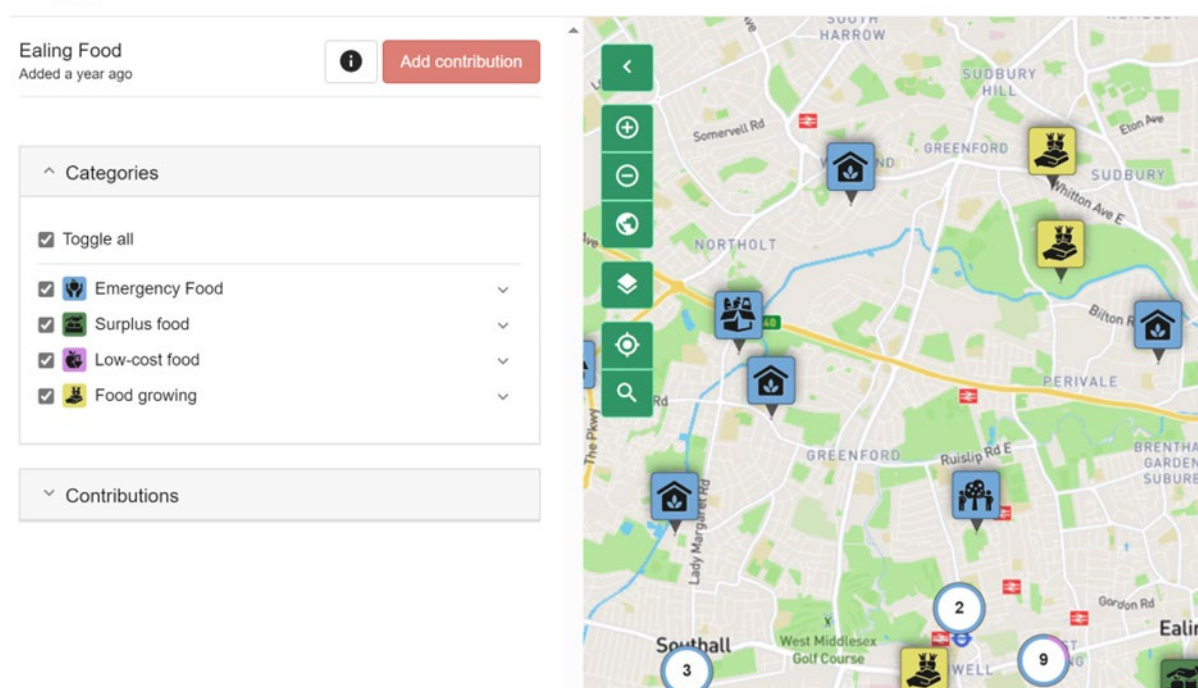 Ealing Food
Added a year ago
Add contribution
Categories
Toggle all
Emergency Food
Surplus food
Low-cost food
Food growing
Contributions
SOUTH
HARROW
SUDBURY
HILL
Somervell Rd
Eton Ave
GREENFORD
SUDBURY
Whitton Ave E
Ave
NORTHOLT
40
Bilton R
Rd
PERIVALE
The Pkwy
GREENFORD
Ruislip Rd E
BRENTHA
GARDEN
SUBURB
Lady Margaret Rd
2
Gordon Rd
Ealin
Southall
West Middlesex
Golf Course
3
WELL
9